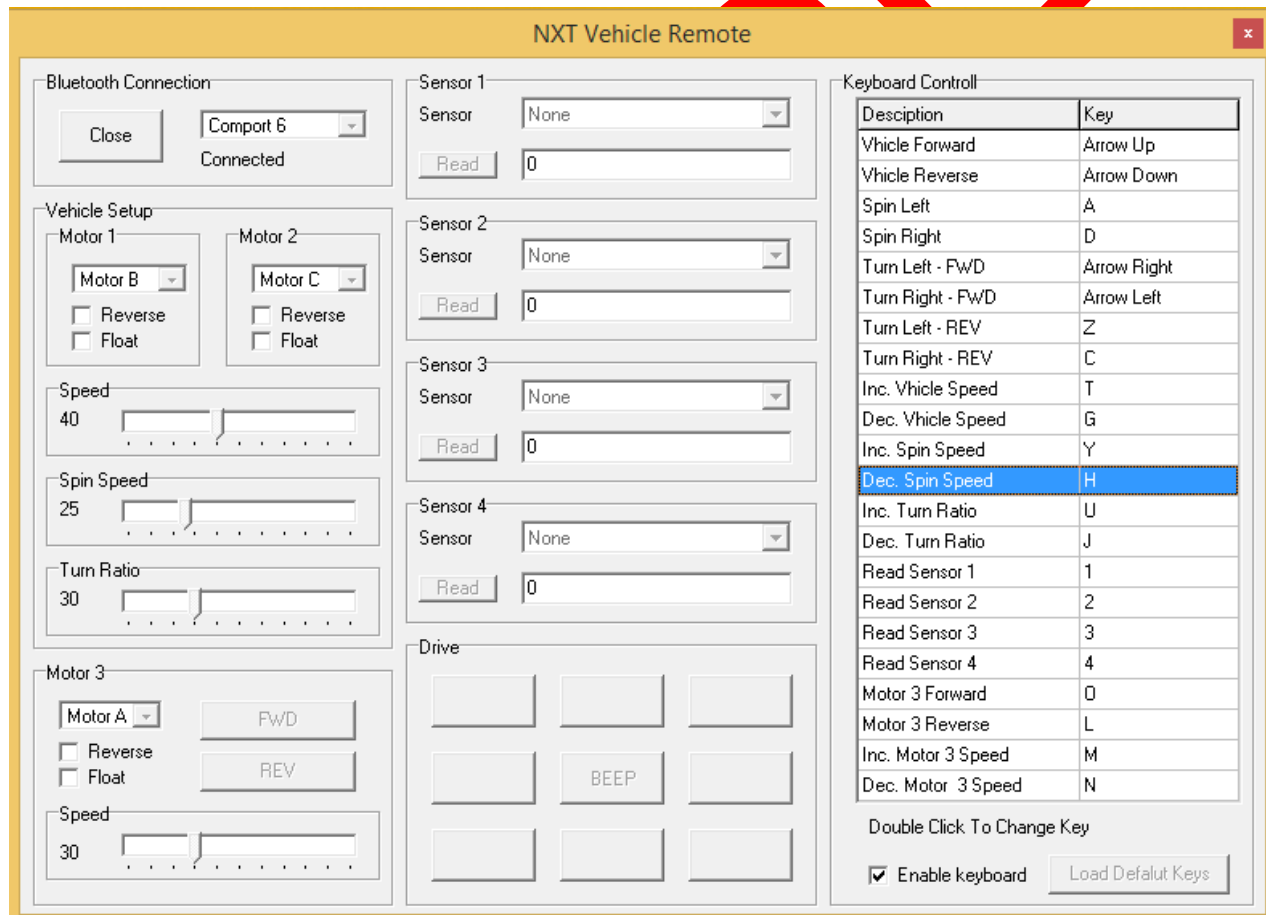 NXT Vehicle Remote
x
Bluetooth Connection
Close
Comport 6
Connected
Vehicle Setup
Motor 1
Motor B
Reverse
Float
Motor 2
Motor C
Reverse
Float
Speed
40
Spin Speed
25
Turn Ratio
30
Motor 3
Motor A
FWD
Reverse
Float
REV
Speed
30
Sensor 1
Sensor None
Read 0
Sensor 2
Sensor None
Read 0
Sensor 3
Sensor None
Read 0
Sensor 4
Sensor None
Read 0
Drive
BEEP
Keyboard Controll
Desciption Key
Vhicle Forward Arrow Up
Vhicle Reverse Arrow Down
Spin Left A
Spin Right D
Turn Left - FWD Arrow Right
Turn Right - FWD Arrow Left
Turn Left - REV Z
Turn Right - REV C
Inc. Vhicle Speed T
Dec. Vhicle Speed G
Inc. Spin Speed Y
Dec. Spin Speed H
Inc. Turn Ratio U
Dec. Turn Ratio J
Read Sensor 1 1
Read Sensor 2 2
Read Sensor 3 3
Read Sensor 4 4
Motor 3 Forward O
Motor 3 Reverse L
Inc. Motor 3 Speed M
Dec. Motor 3 Speed N
Double Click To Change Key
Enable keyboard
Load Defalut Keys